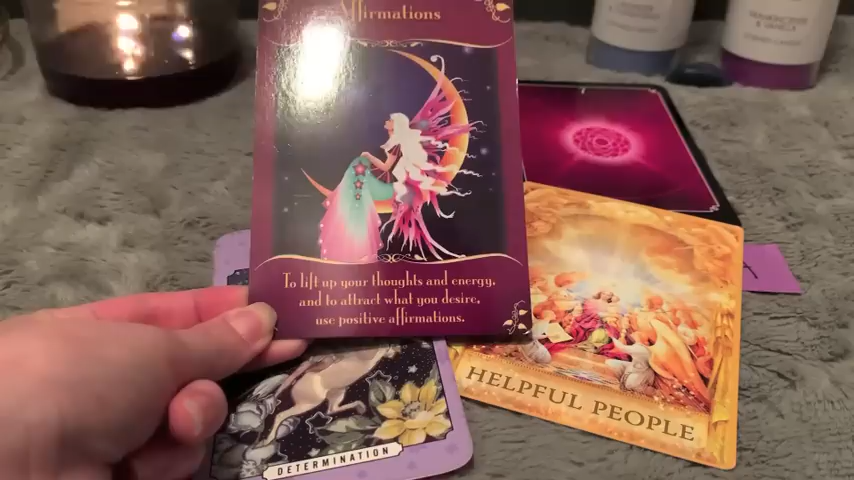 Affirmations
To lift up your thoughts and energy,
and to attract what you desire,
use positive affirmations.
HELPFUL PEOPLE
DETERMINATION